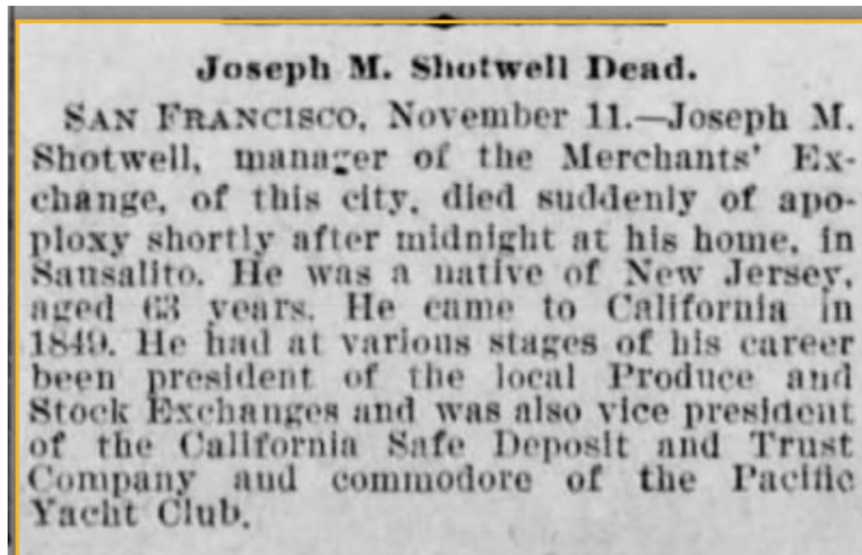 Joseph M. Shotwell Dead.
SAN FRANCISCO, November 11.—Joseph M.
Shotwell, manager of the Merchants' Ex-
change, of this city, died suddenly of apo-
ploxy shortly after midnight at his home, in
Sausalito. He was a native of New Jersey,
aged 63 years. He came to California in
1849. He had at various stages of his career
been president of the local Produce and
Stock Exchanges and was also vice president
of the California Safe Deposit and Trust
Company and commodore of the Pacific
Yacht Club.